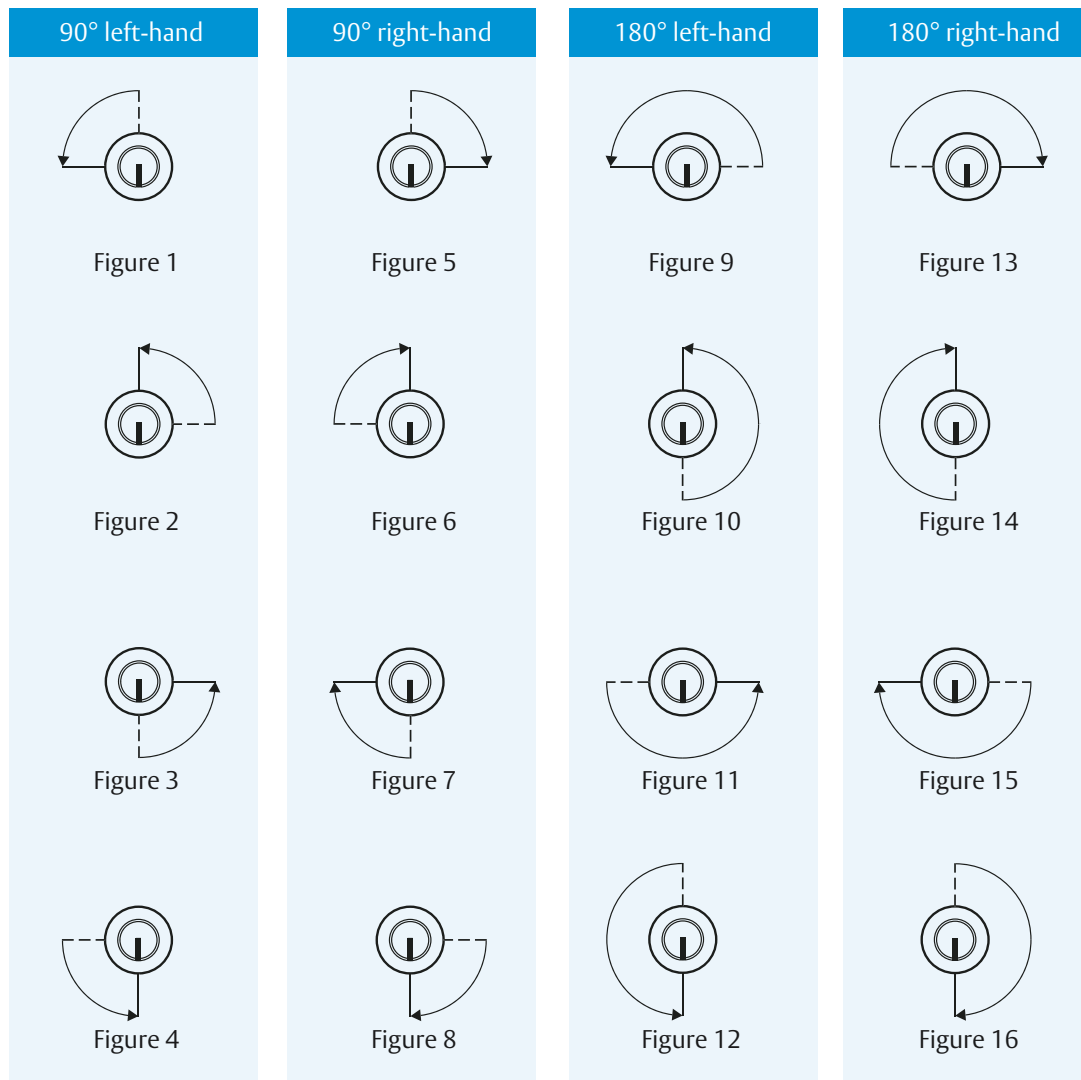 90° left-hand
90° right-hand
180° left-hand
180° right-hand
Figure 1
Figure 5
Figure 9
Figure 13
Figure 2
Figure 6
Figure 10
Figure 14
Figure 3
Figure 7
Figure 11
Figure 15
Figure 4
Figure 8
Figure 12
Figure 16